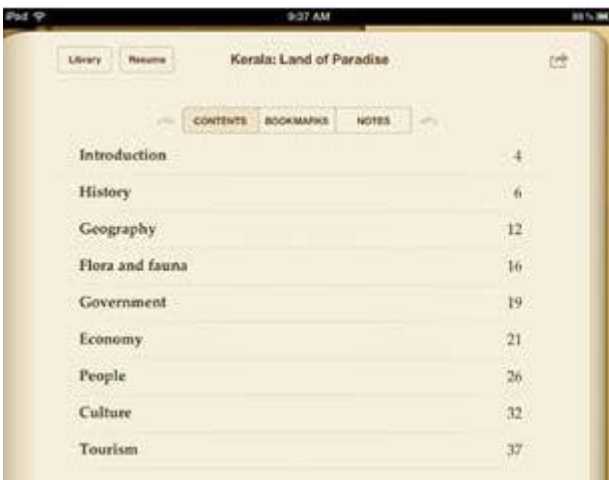 iPad 9:37 AM
Library Resume Kerala: Land of Paradise
CONTENTS BOOKMARKS NOTES
Introduction 4
History 6
Geography 12
Flora and fauna 16
Government 19
Economy 21
People 26
Culture 32
Tourism 37